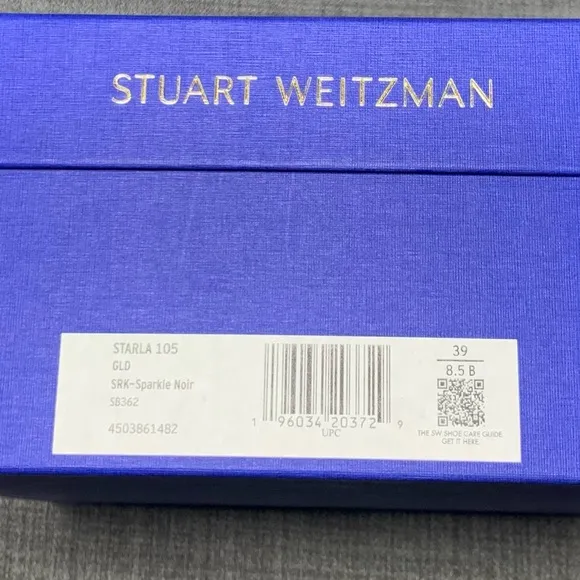 STUART WEITZMAN
STARLA 105
GLD
SRK-Sparkle Noir
SB362
4503861482
1 96034 20372 9
UPC
39
8.5 B
THE SW SHOE CARE GUIDE.
GET IT HERE.